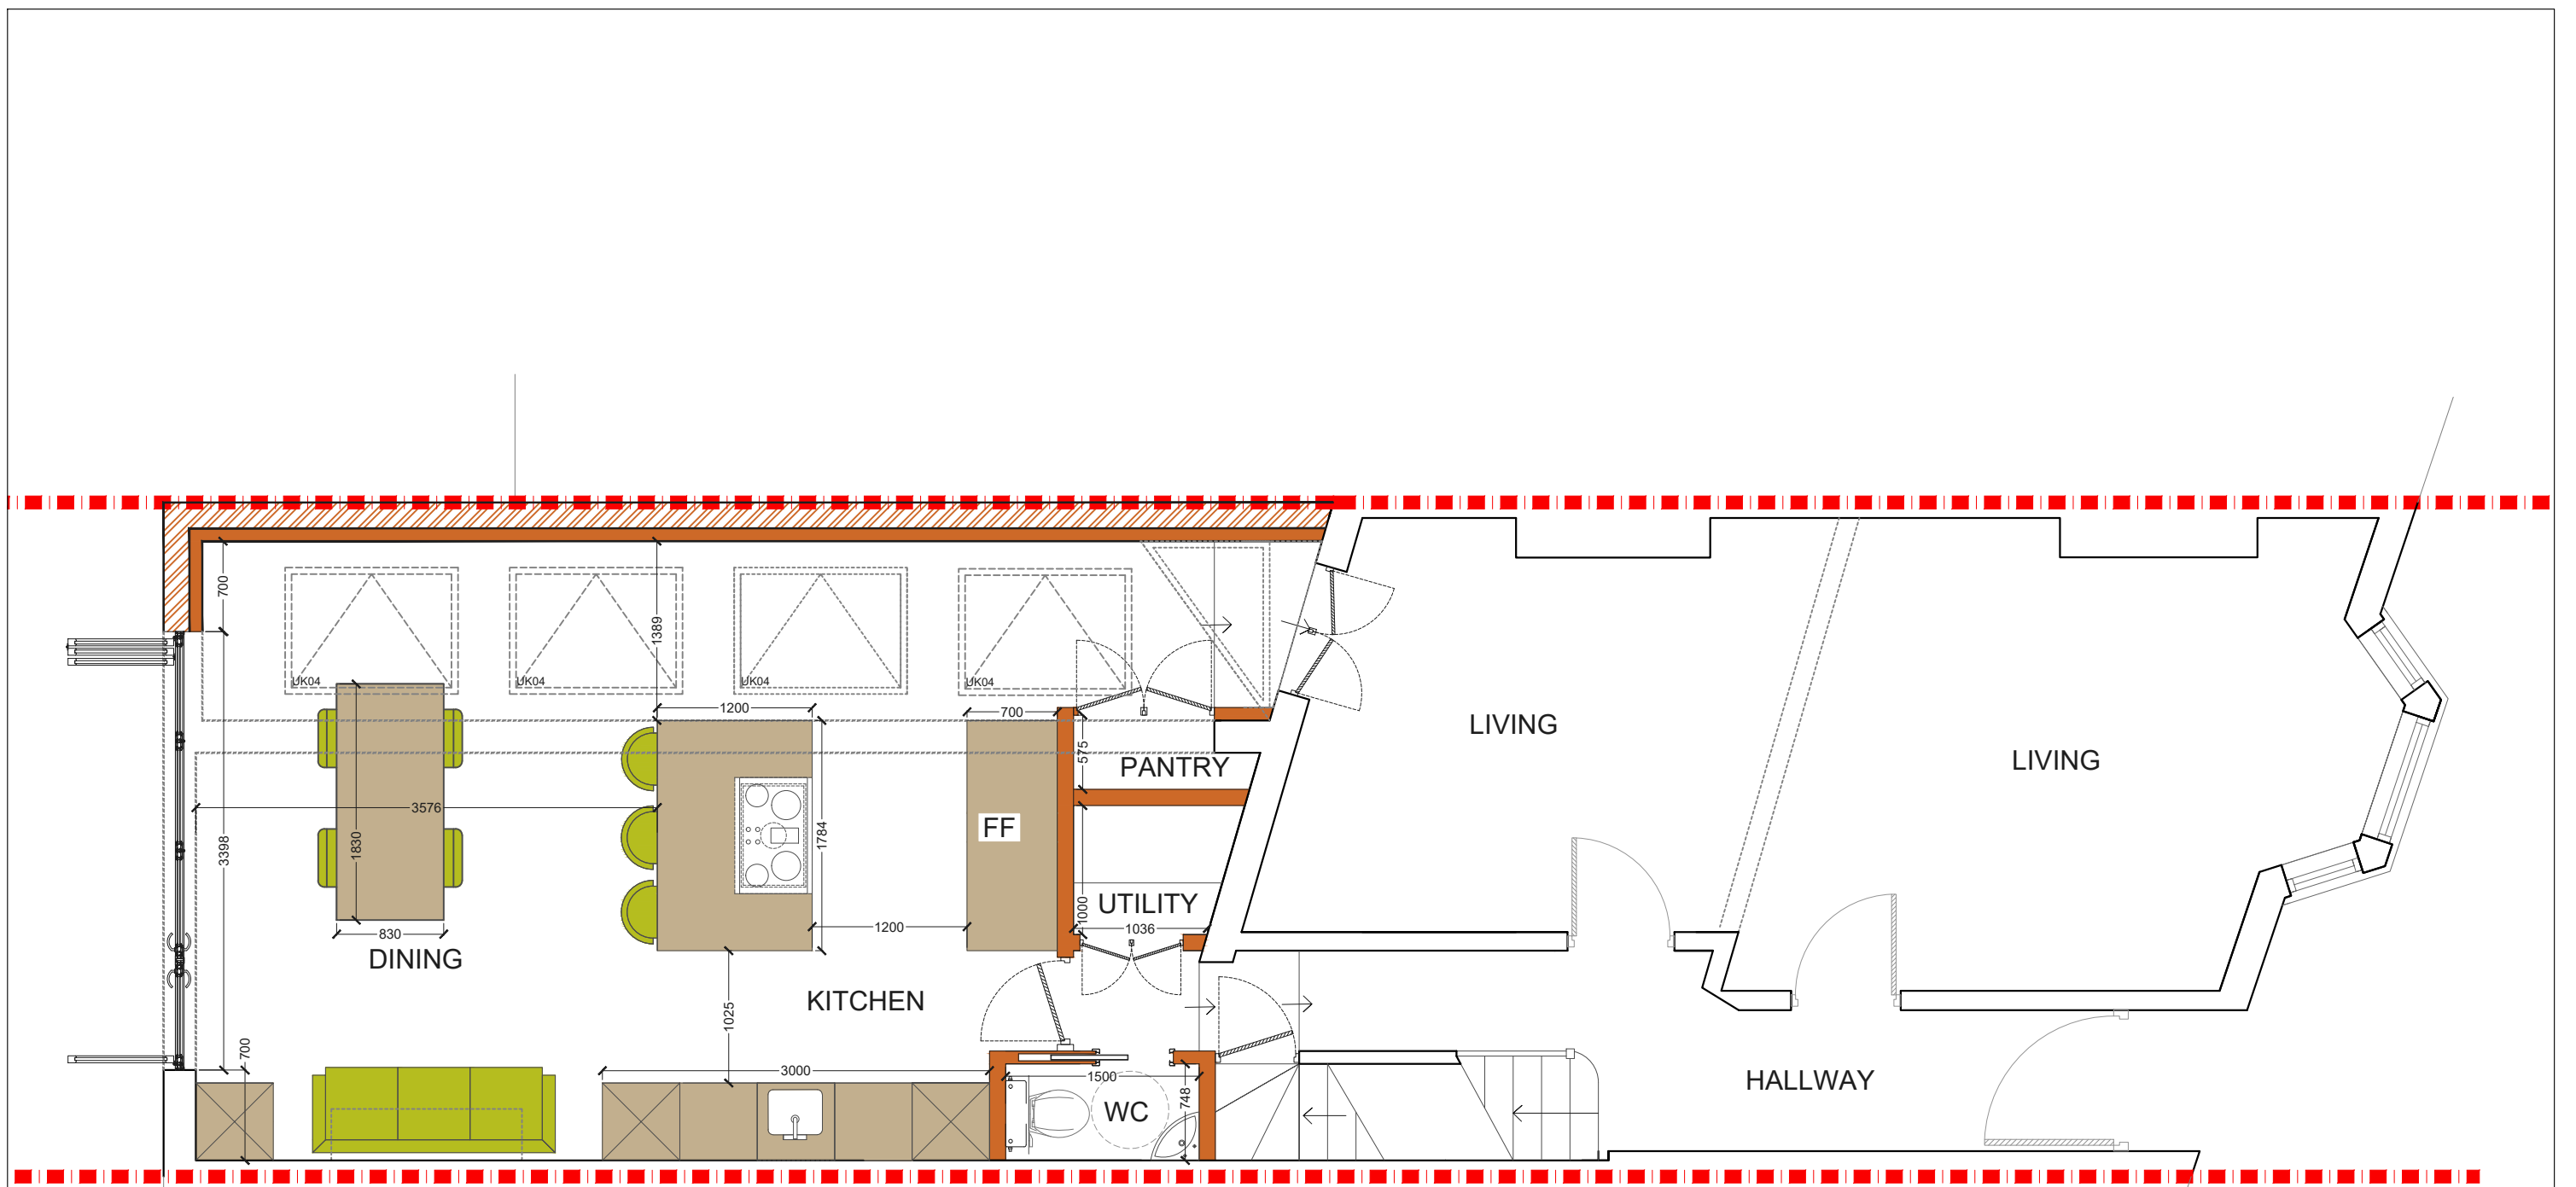 700
1389
UK04
UK04
UK04
UK04
1200
700
LIVING
575
PANTRY
LIVING
3576
FF
3398
1830
1784
1000
UTILITY
830
1200
1036
DINING
KITCHEN
1025
700
3000
1500
HALLWAY
748
WC